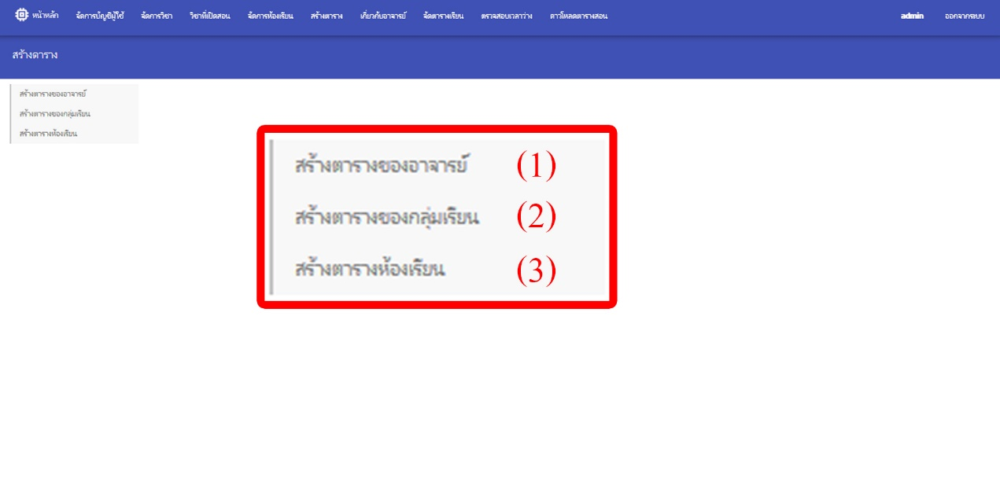 หน้าหลัก จัดการบัญชีผู้ใช้ จัดการวิชา วิชาที่เปิดสอน จัดการห้องเรียน สร้างตาราง เกี่ยวกับอาจารย์ จัดตารางเรียน ตรวจสอบเวลาว่าง ดาวโหลดตารางสอน admin ออกจากระบบ
สร้างตาราง
สร้างตารางของอาจารย์
สร้างตารางของกลุ่มเรียน
สร้างตารางห้องเรียน
สร้างตารางของอาจารย์ (1)
สร้างตารางของกลุ่มเรียน (2)
สร้างตารางห้องเรียน (3)